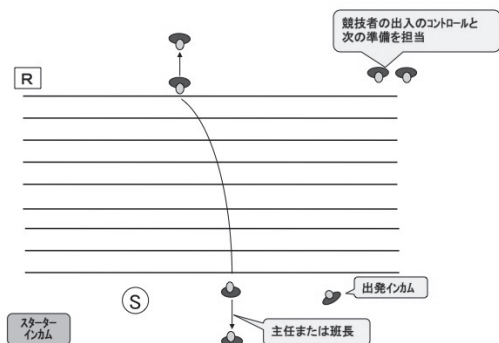 競技者の出入のコントロールと
次の準備を担当
R
出発インカム
S
スターター
インカム
主任または班長